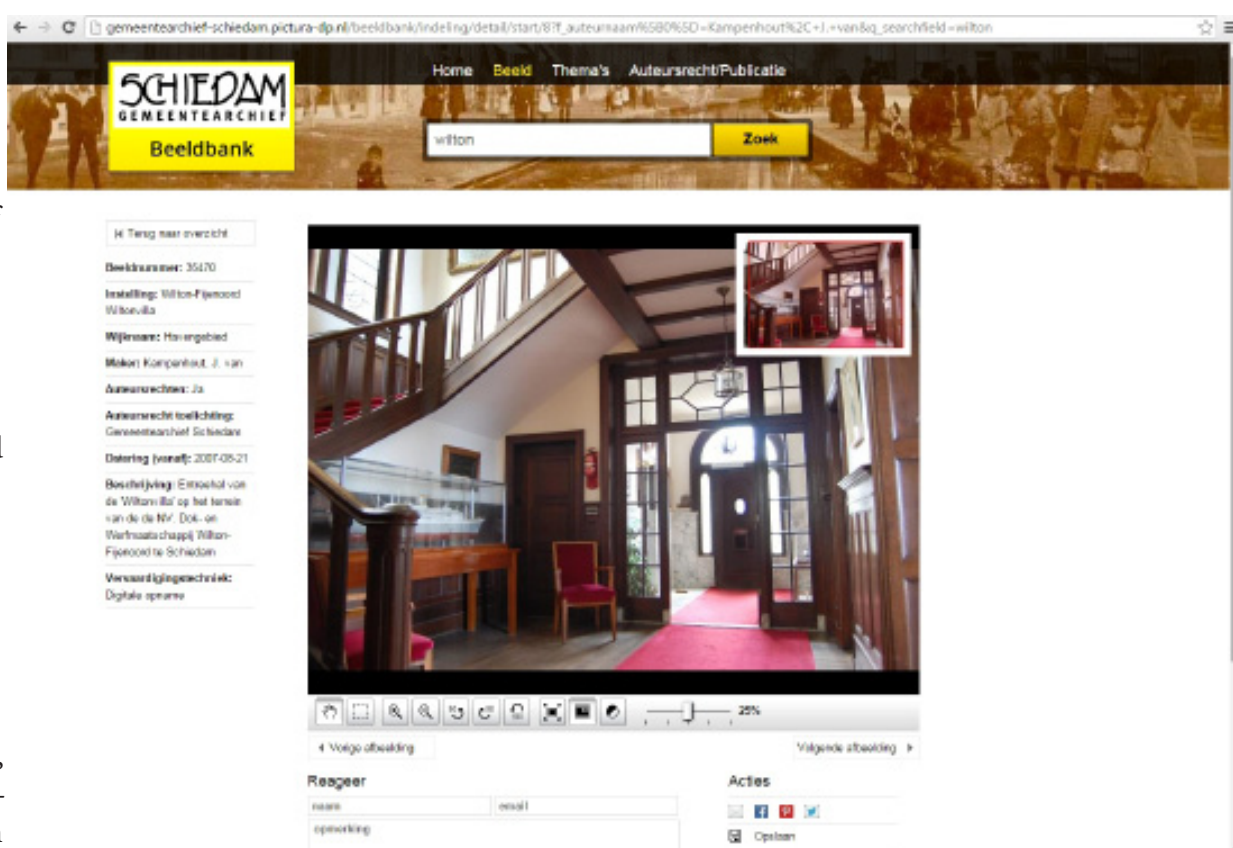 gemeentearchief-schiedam.pictura-dp.nl/beeldbank/indeling/detail/start/8?f_auteurnaam%5B0%5D=Kampenhout%2C+J.+van&q_searchfield=wilton
Home Beeld Thema's Auteursrecht/Publicatie
SCHIEDAM
GEMEENTEARCHIEF
Beeldbank
wilton
Zoek
Terug naar overzicht
Beeldnummer: 35470
Instelling: Wilton-Fijenoord
Wiltonvilla
Wijknaam: Havengebied
Maker: Kampenhout, J. van
Auteursrechten: Ja
Auteursrecht toelichting:
Gemeentearchief Schiedam
Datering (vanaf): 2007-08-21
Beschrijving: Entreehal van
de 'Wiltonvilla' op het terrein
van de de NV. Dok- en
Werfmaatschappij Wilton-
Fijenoord te Schiedam
Vervaardigingstechniek:
Digitale opname
25%
Vorige afbeelding
Volgende afbeelding
Reageer
naam
email
opmerking
Acties
Opslaan